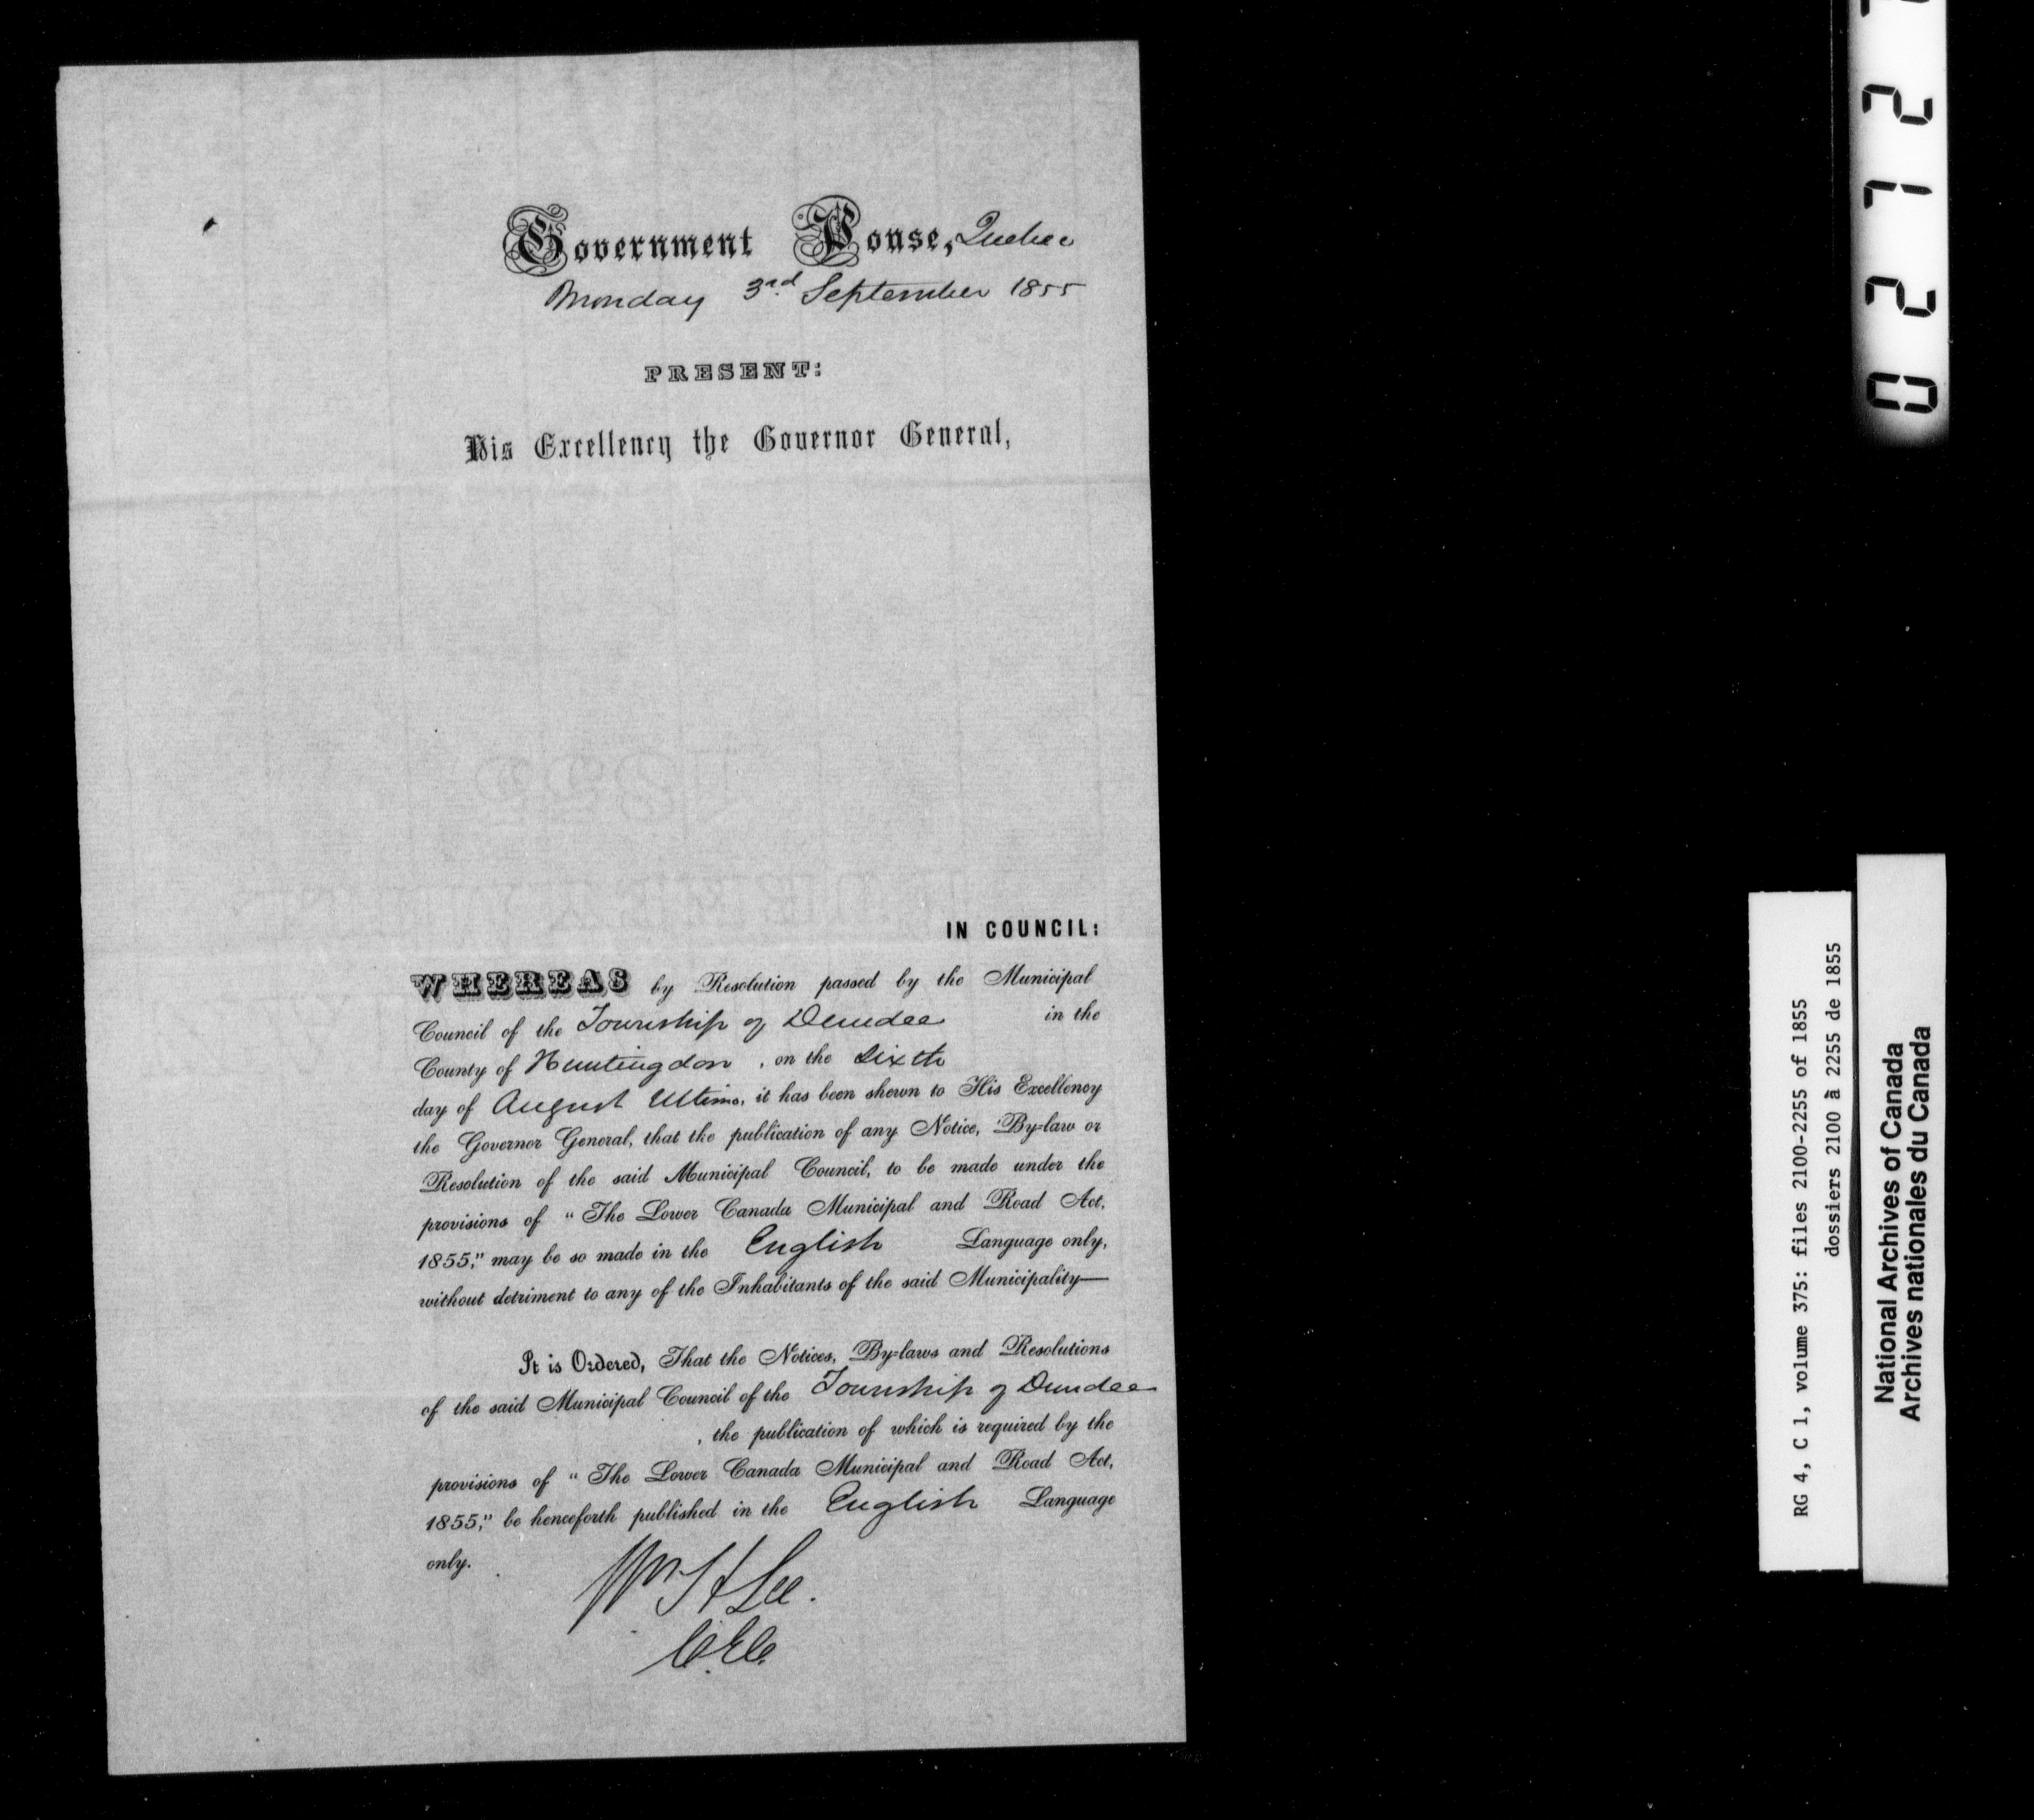 Government House, Quebec
Monday 3rd September 1855
PRESENT:
His Excellency the Governor General,
IN COUNCIL:
WHEREAS by Resolution passed by the Municipal
Council of the Township of Dundee in the
County of Huntingdon, on the Sixth
day of August Ultimo, it has been shewn to His Excellency
the Governor General, that the publication of any Notice, By-law or
Resolution of the said Municipal Council, to be made under the
provisions of "The Lower Canada Municipal and Road Act,
1855," may be so made in the English Language only,
without detriment to any of the Inhabitants of the said Municipality—
It is Ordered, That the Notices, By-laws and Resolutions
of the said Municipal Council of the Township of Dundee
, the publication of which is required by the
provisions of "The Lower Canada Municipal and Road Act,
1855," be henceforth published in the English Language
only.
Wm H Lee.
C.E.C.
RG 4, C 1, volume 375: files 2100-2255 of 1855
dossiers 2100 à 2255 de 1855
National Archives of Canada
Archives nationales du Canada